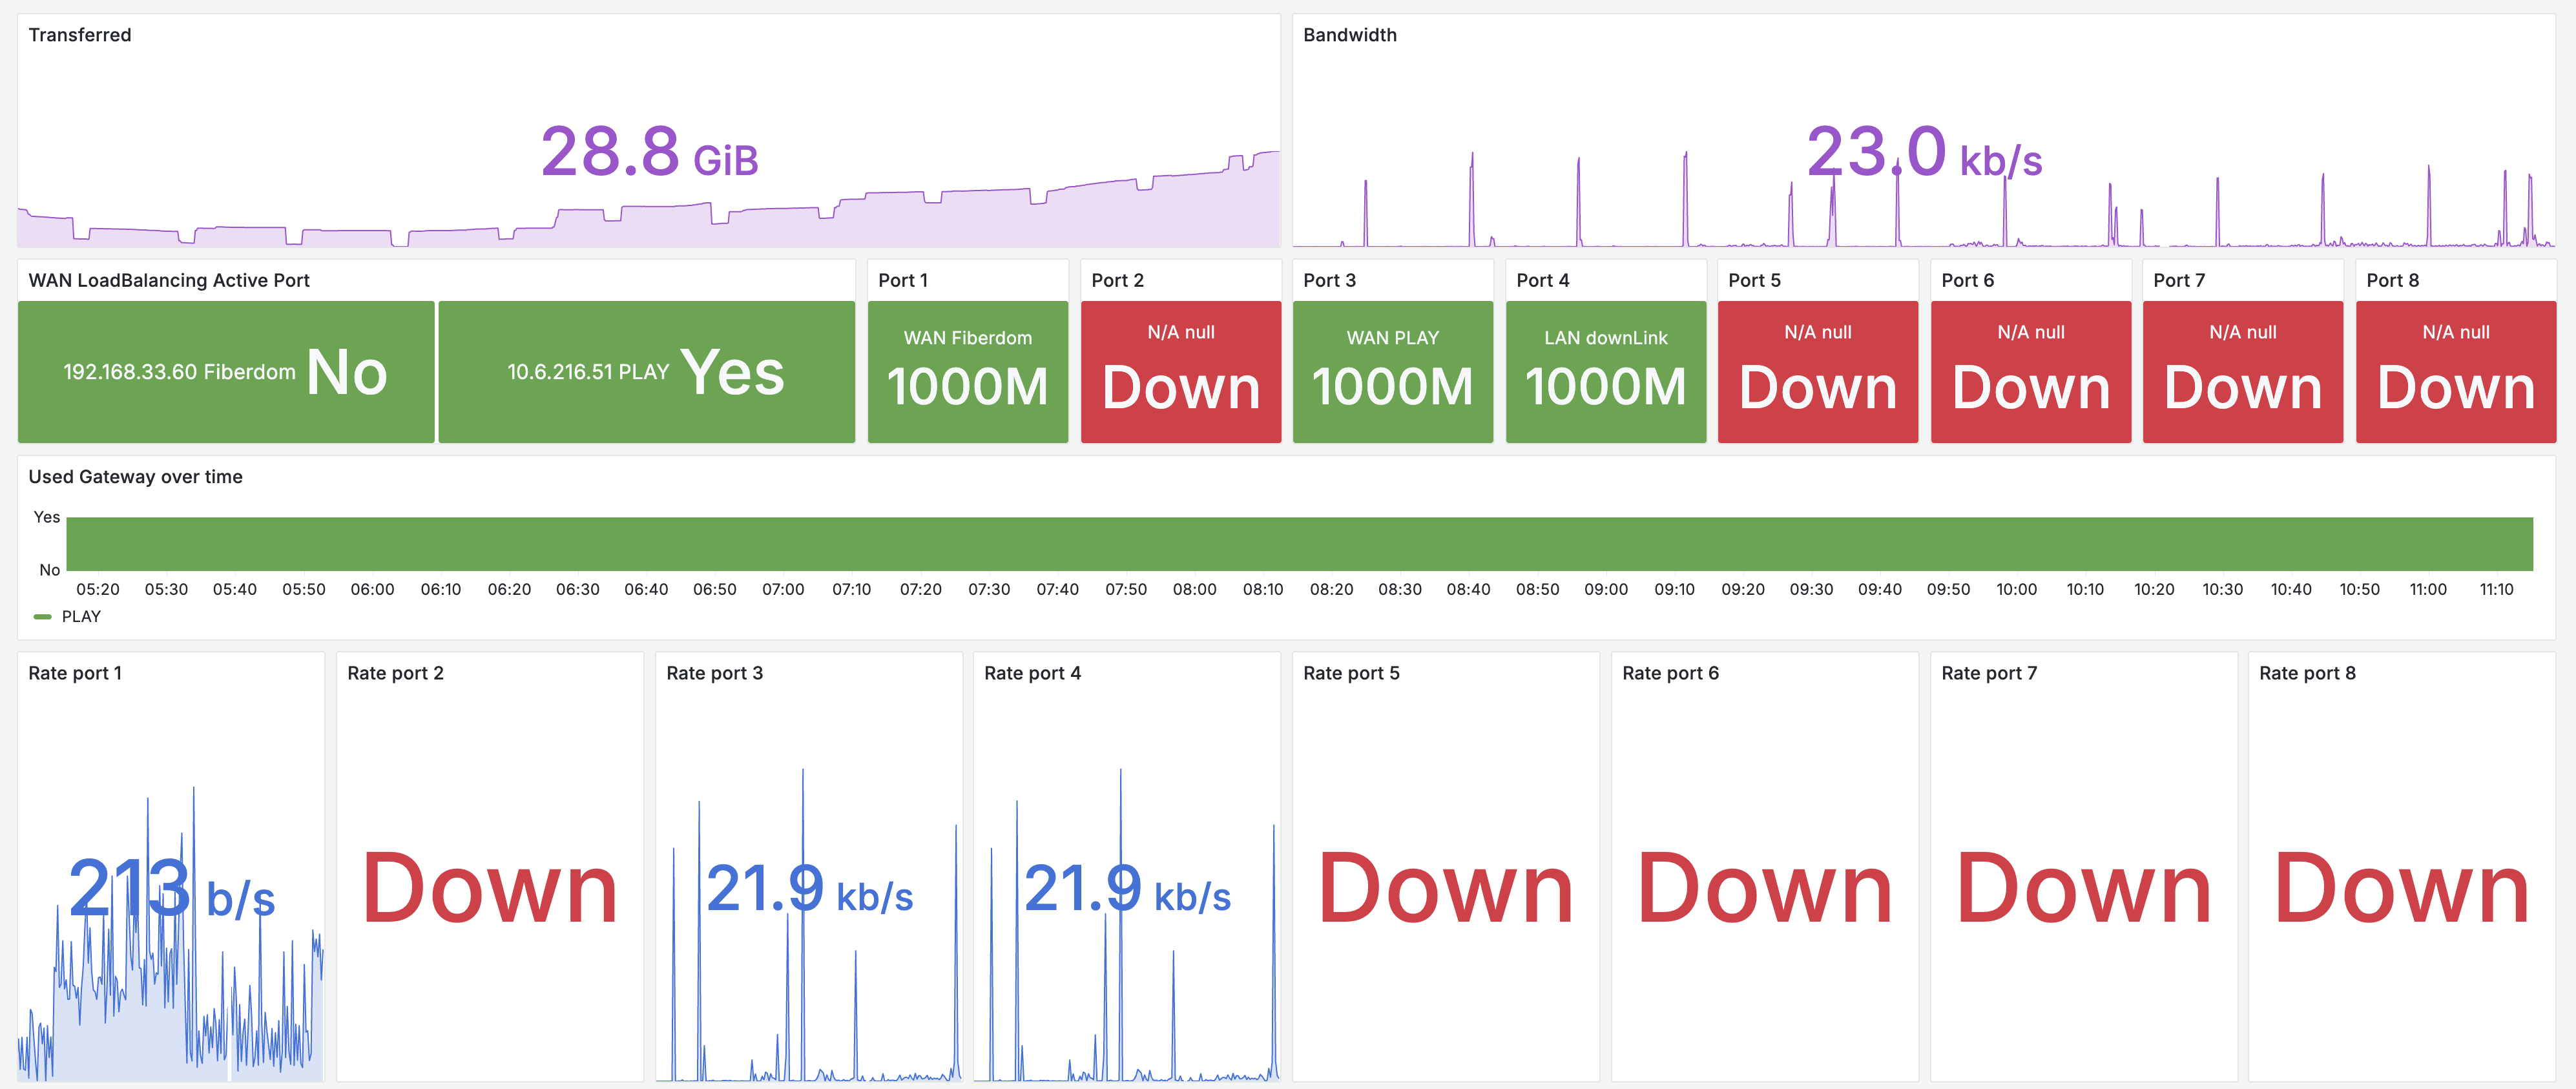 Transferred
28.8 GiB
Bandwidth
23.0 kb/s
WAN LoadBalancing Active Port
192.168.33.60 Fiberdom No
10.6.216.51 PLAY Yes
Port 1
WAN Fiberdom
1000M
Port 2
N/A null
Down
Port 3
WAN PLAY
1000M
Port 4
LAN downLink
1000M
Port 5
N/A null
Down
Port 6
N/A null
Down
Port 7
N/A null
Down
Port 8
N/A null
Down
Used Gateway over time
Yes
No
05:20 05:30 05:40 05:50 06:00 06:10 06:20 06:30 06:40 06:50 07:00 07:10 07:20 07:30 07:40 07:50 08:00 08:10 08:20 08:30 08:40 08:50 09:00 09:10 09:20 09:30 09:40 09:50 10:00 10:10 10:20 10:30 10:40 10:50 11:00 11:10
PLAY
Rate port 1
213 b/s
Rate port 2
Down
Rate port 3
21.9 kb/s
Rate port 4
21.9 kb/s
Rate port 5
Down
Rate port 6
Down
Rate port 7
Down
Rate port 8
Down